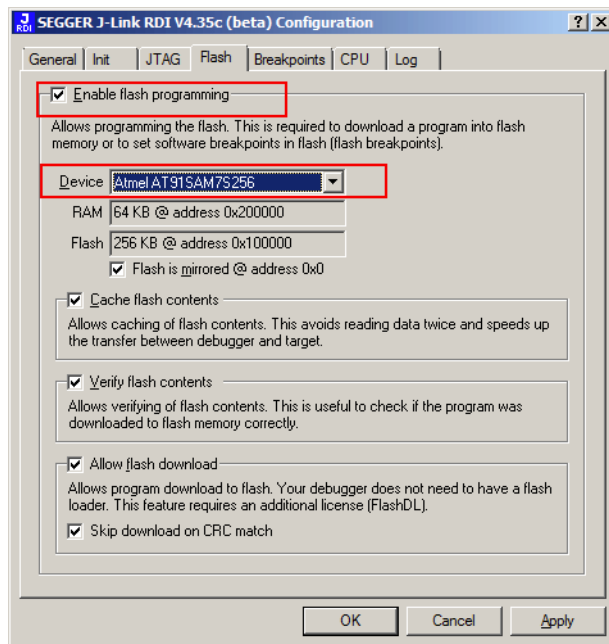 J RDI SEGGER J-Link RDI V4.35c (beta) Configuration ? X
General Init JTAG Flash Breakpoints CPU Log
Enable flash programming
Allows programming the flash. This is required to download a program into flash
memory or to set software breakpoints in flash (flash breakpoints).
Device Atmel AT91SAM7S256
RAM 64 KB @ address 0x200000
Flash 256 KB @ address 0x100000
Flash is mirrored @ address 0x0
Cache flash contents
Allows caching of flash contents. This avoids reading data twice and speeds up
the transfer between debugger and target.
Verify flash contents
Allows verifying of flash contents. This is useful to check if the program was
downloaded to flash memory correctly.
Allow flash download
Allows program download to flash. Your debugger does not need to have a flash
loader. This feature requires an additional license (FlashDL).
Skip download on CRC match
OK Cancel Apply